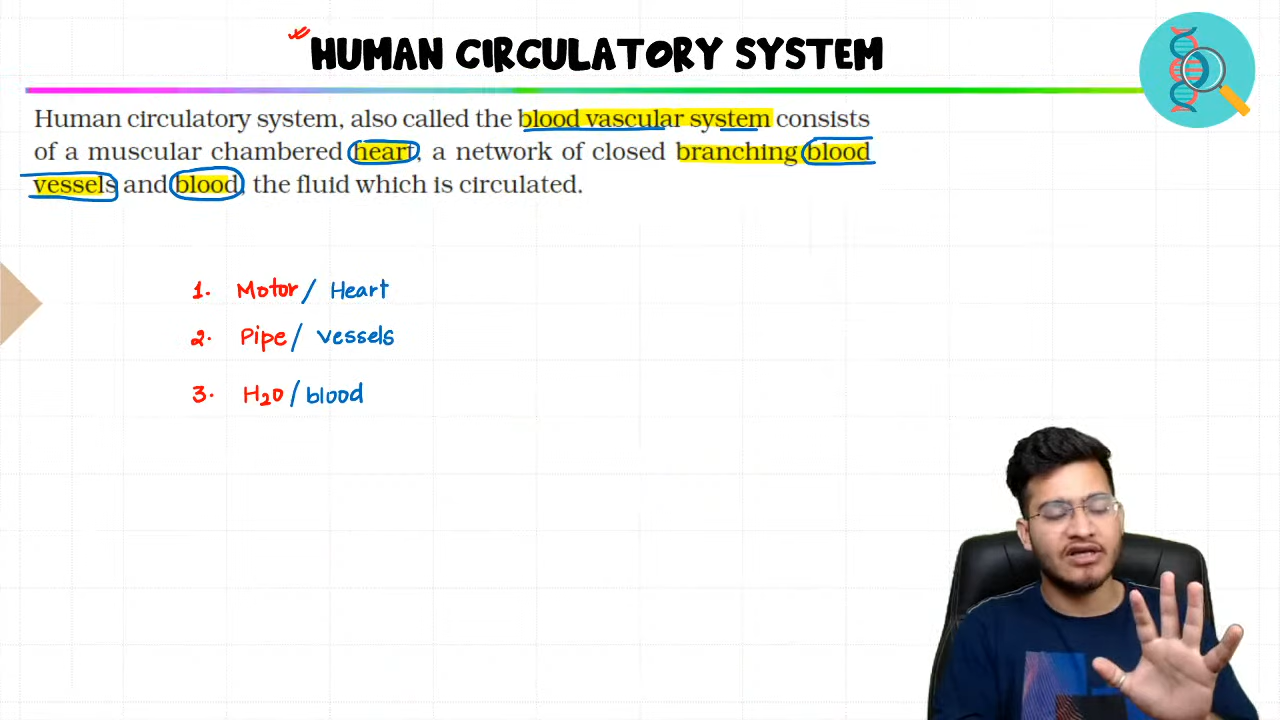 HUMAN CIRCULATORY SYSTEM
Human circulatory system, also called the blood vascular system consists
of a muscular chambered heart, a network of closed branching blood
vessels and blood, the fluid which is circulated.
1. Motor / Heart
2. Pipe / vessels
3. H₂O / blood